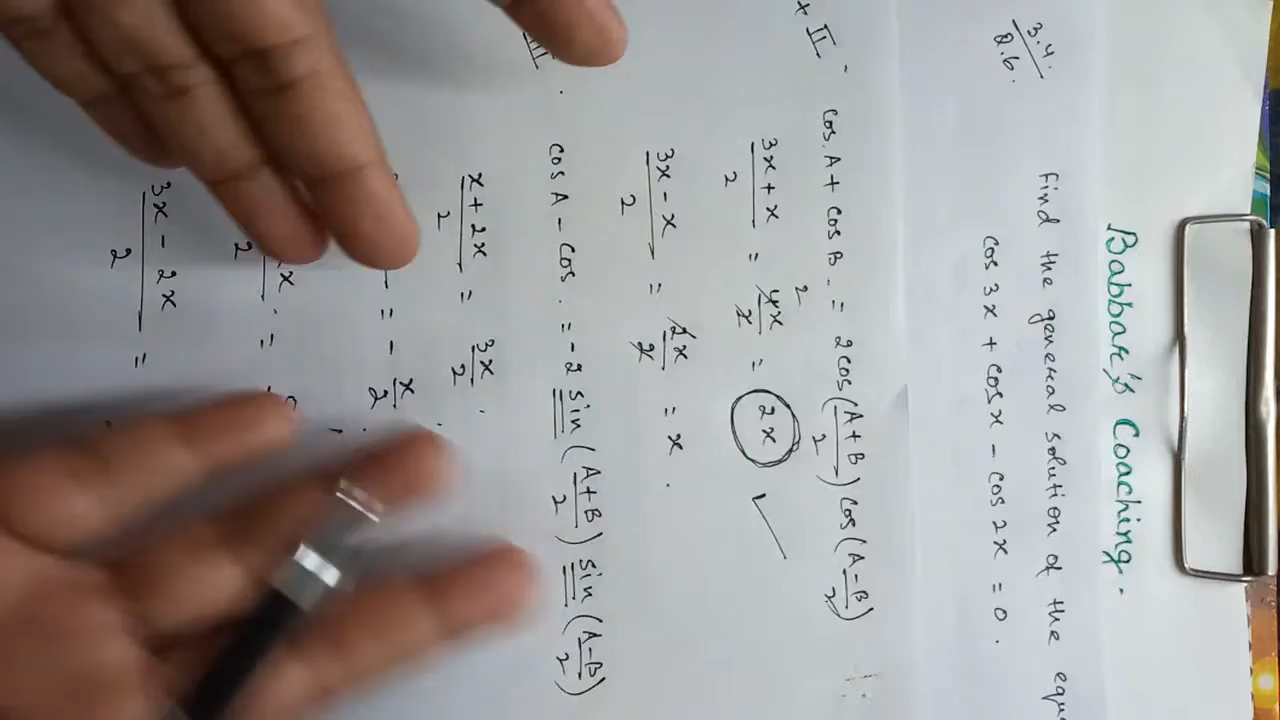 Babbar's Coaching.
3.4.
Q.6.
Find the general solution of the equ
cos 3x + cos x - cos 2x = 0.
x II - cos A + cos B. = 2 cos (A+B/2) cos (A-B/2)
3x + x / 2 = 4x / 2 = 2x
2
3x - x / 2 = 2x / 2 = x.
III. cos A - cos. = -2 sin (A+B/2) sin (A-B/2)
x + 2x / 2 = 3x / 2.
= - x / 2.
x / 2 =
3x - 2x / 2 =